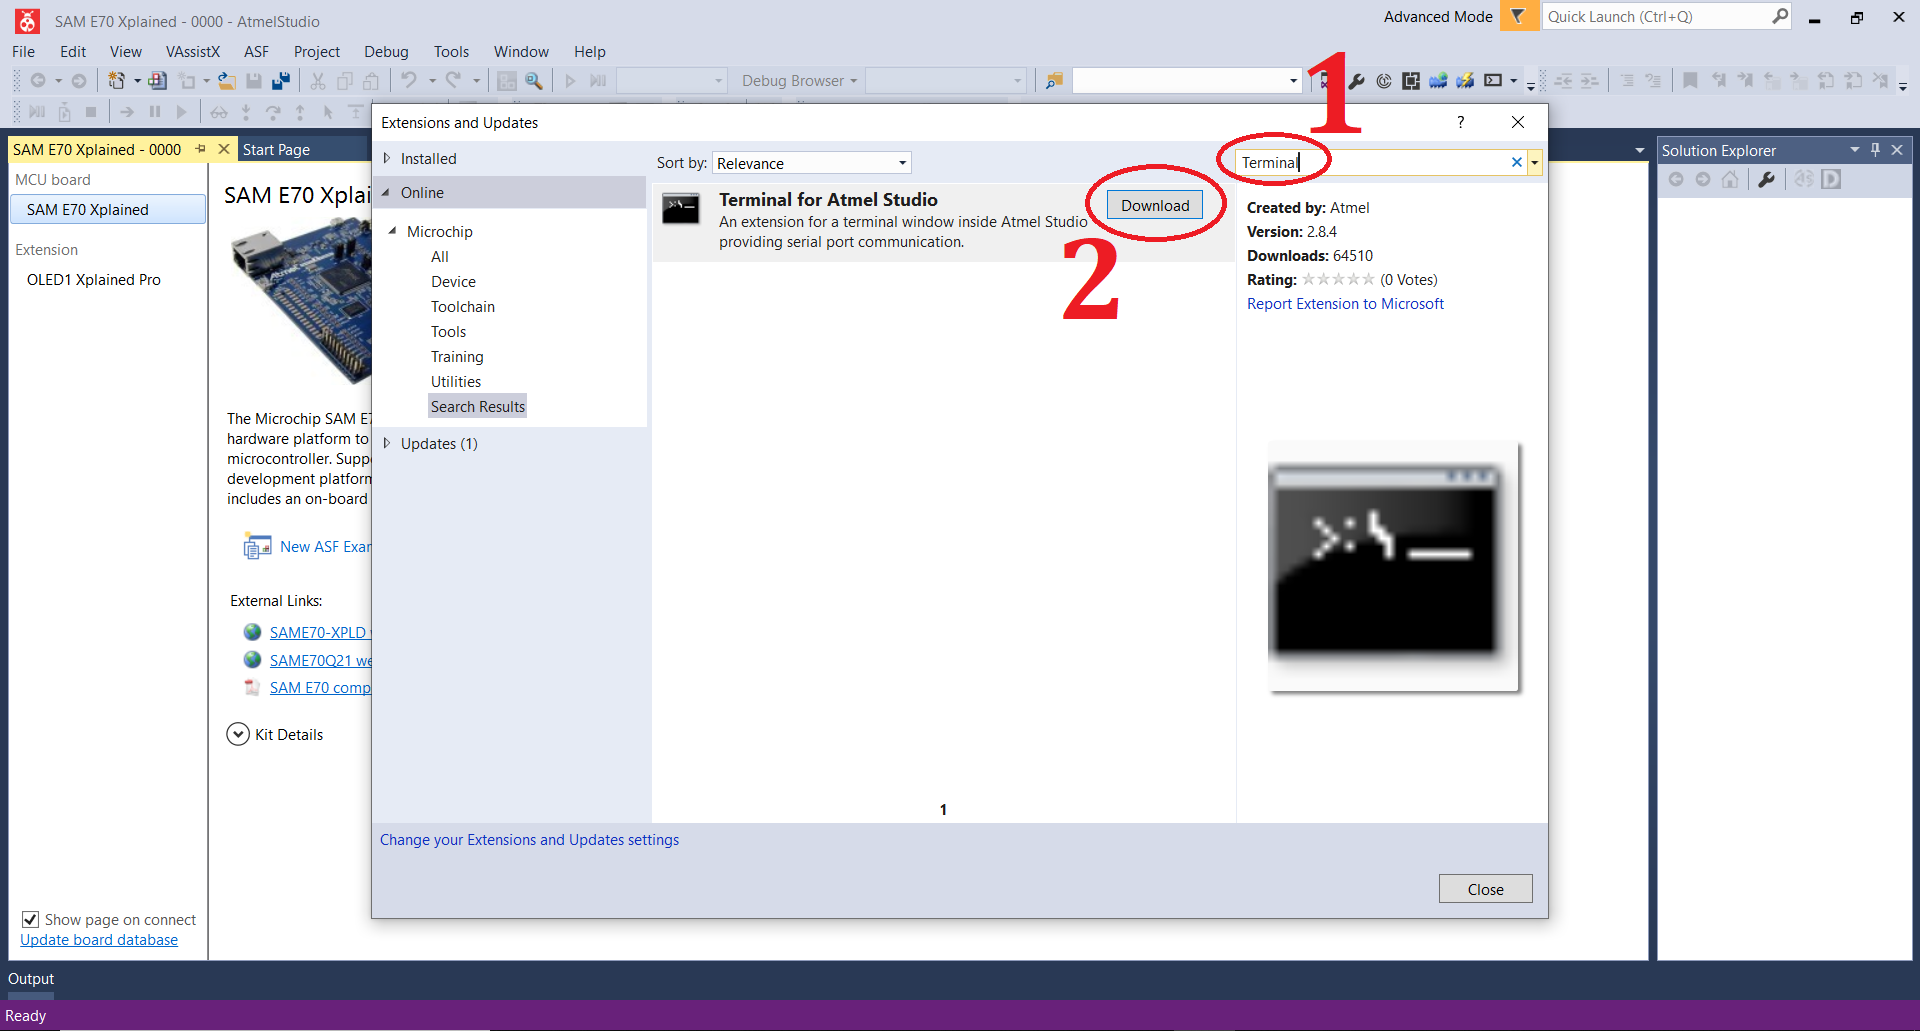 SAM E70 Xplained - 0000 - AtmelStudio
Advanced Mode
Quick Launch (Ctrl+Q)
File Edit View VAssistX ASF Project Debug Tools Window Help
Debug Browser
1
SAM E70 Xplained - 0000
Start Page
MCU board
SAM E70 Xplained
Extension
OLED1 Xplained Pro
Show page on connect
Update board database
SAM E70 Xplai
The Microchip SAM E7
hardware platform to
microcontroller. Supp
development platform
includes an on-board
New ASF Exar
External Links:
SAME70-XPLD
SAME70Q21 we
SAM E70 comp
Kit Details
Extensions and Updates
?
Installed
Online
Microchip
All
Device
Toolchain
Tools
Training
Utilities
Search Results
Updates (1)
Sort by: Relevance
Terminal
Terminal for Atmel Studio
An extension for a terminal window inside Atmel Studio
providing serial port communication.
Download
2
Created by: Atmel
Version: 2.8.4
Downloads: 64510
Rating: (0 Votes)
Report Extension to Microsoft
>:\_
1
Change your Extensions and Updates settings
Close
Solution Explorer
Output
Ready